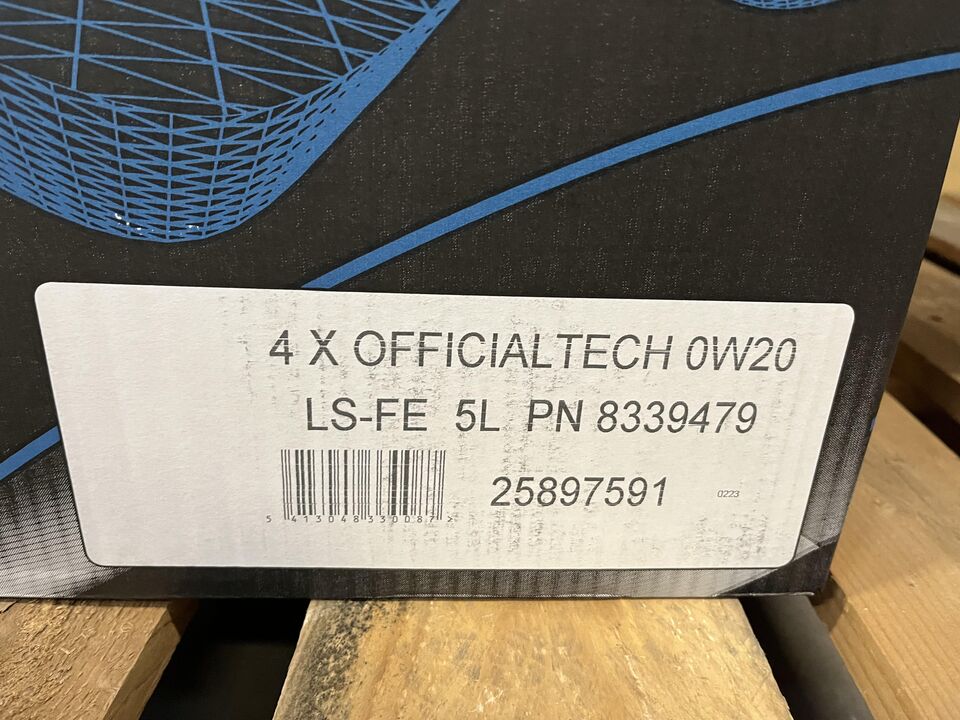 4 X OFFICIALTECH 0W20
LS-FE 5L PN 8339479
25897591 0223
5 413048 330087 >